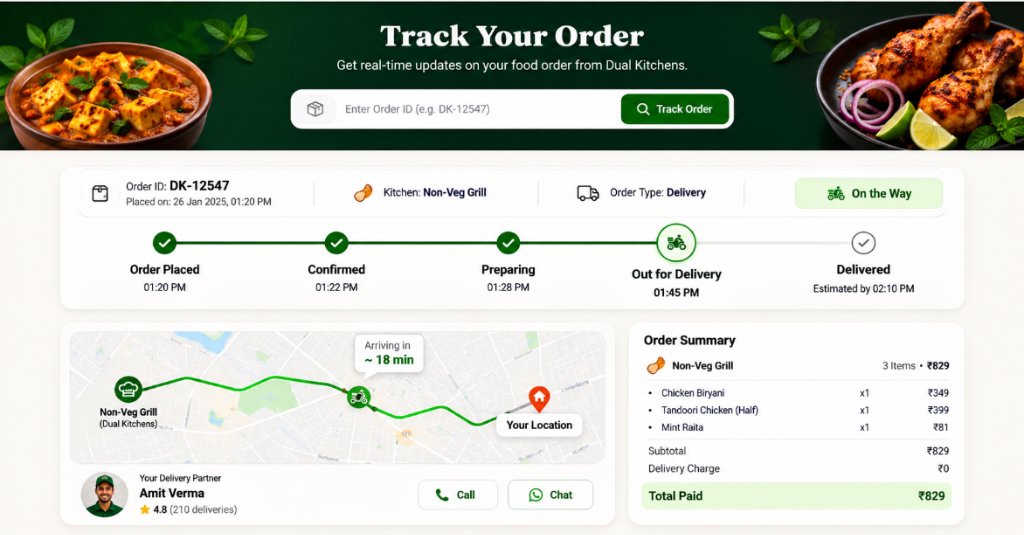 Track Your Order
Get real-time updates on your food order from Dual Kitchens.
Enter Order ID (e.g. DK-12547)
Track Order
Order ID: DK-12547
Placed on: 26 Jan 2025, 01:20 PM
Kitchen: Non-Veg Grill
Order Type: Delivery
On the Way
Order Placed
01:20 PM
Confirmed
01:22 PM
Preparing
01:28 PM
Out for Delivery
01:45 PM
Delivered
Estimated by 02:10 PM
Arriving in
~ 18 min
Non-Veg Grill
(Dual Kitchens)
Your Location
Your Delivery Partner
Amit Verma
4.8 (210 deliveries)
Call
Chat
Order Summary
Non-Veg Grill 3 Items • ₹829
• Chicken Biryani x1 ₹349
• Tandoori Chicken (Half) x1 ₹399
• Mint Raita x1 ₹81
Subtotal ₹829
Delivery Charge ₹0
Total Paid ₹829